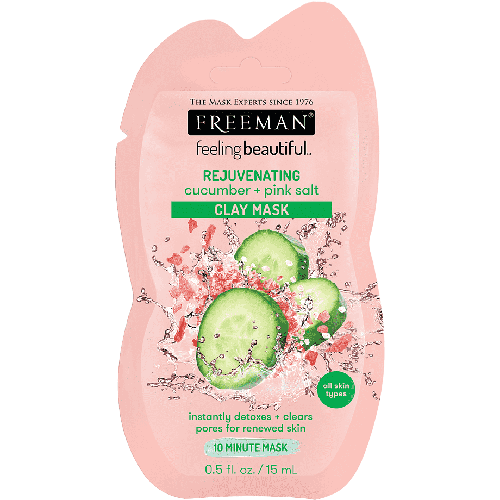 THE MASK EXPERTS SINCE 1976
FREEMAN®
feeling beautiful..
REJUVENATING
cucumber + pink salt
CLAY MASK
all skin
types
instantly detoxes + clears
pores for renewed skin
10 MINUTE MASK
0.5 fl. oz. / 15 mL